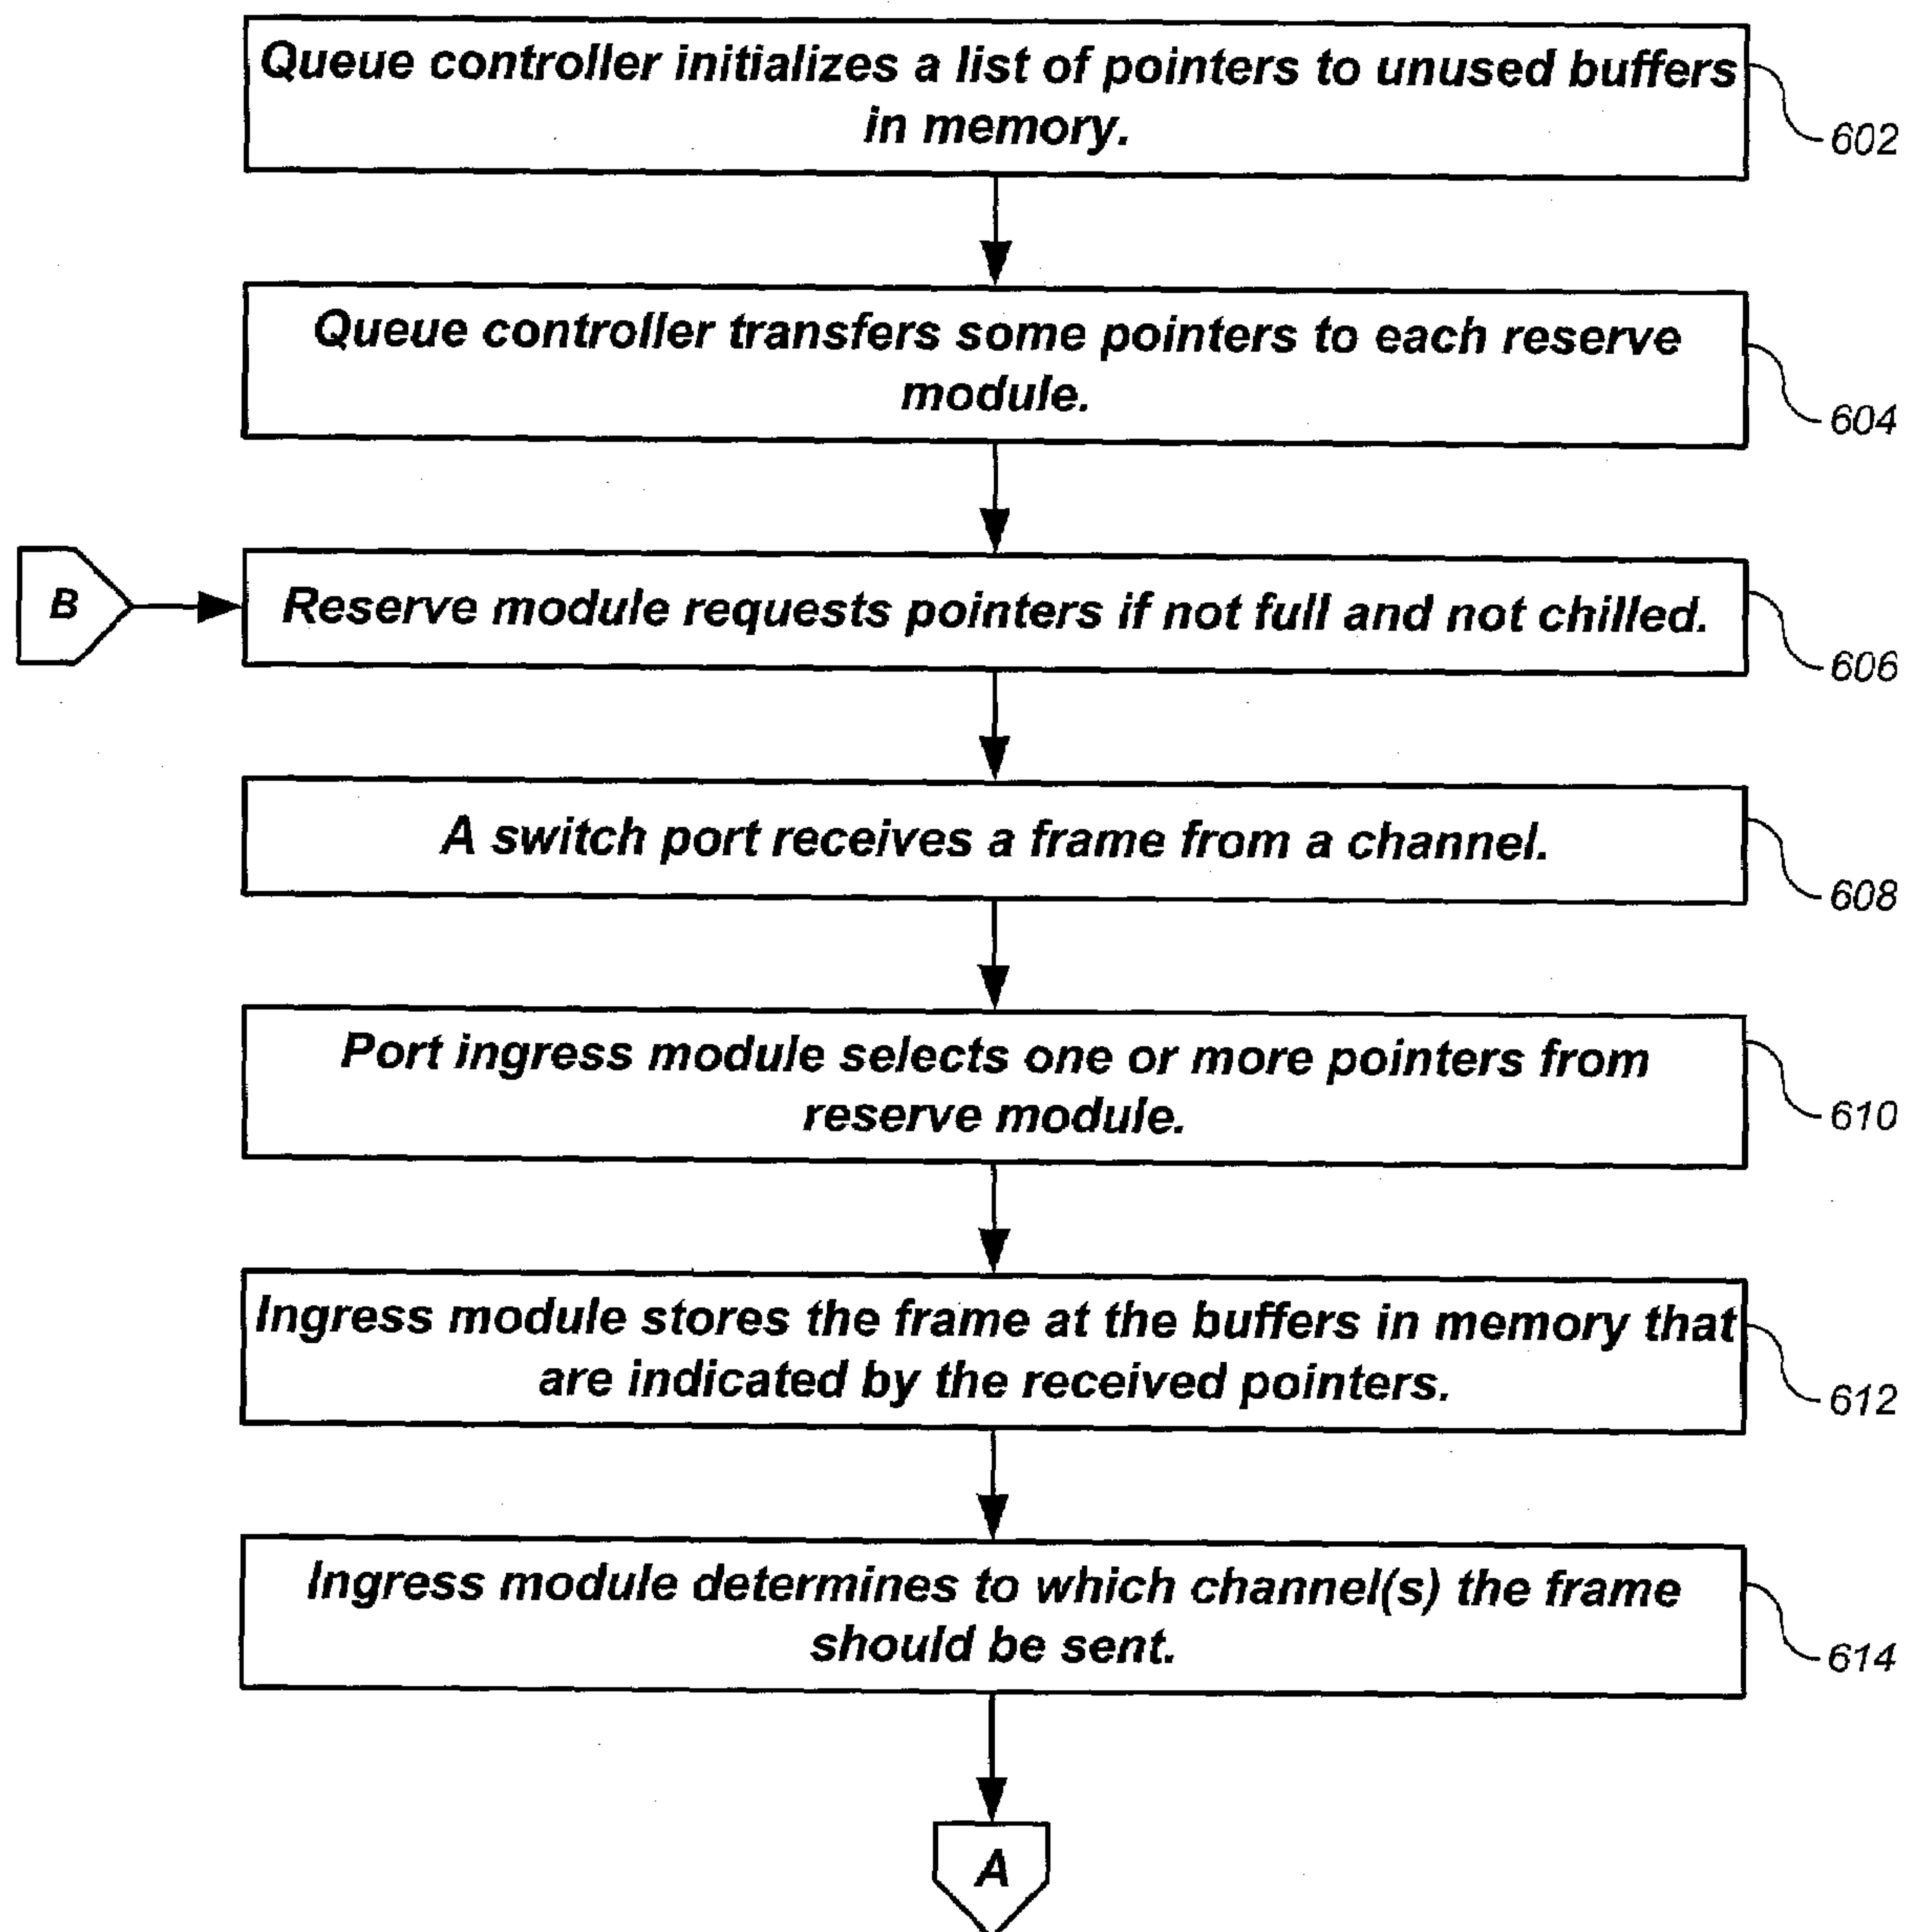 Queue controller initializes a list of pointers to unused buffers
in memory.
602
Queue controller transfers some pointers to each reserve
module.
604
B
Reserve module requests pointers if not full and not chilled.
606
A switch port receives a frame from a channel.
608
Port ingress module selects one or more pointers from
reserve module.
610
Ingress module stores the frame at the buffers in memory that
are indicated by the received pointers.
612
Ingress module determines to which channel(s) the frame
should be sent.
614
A